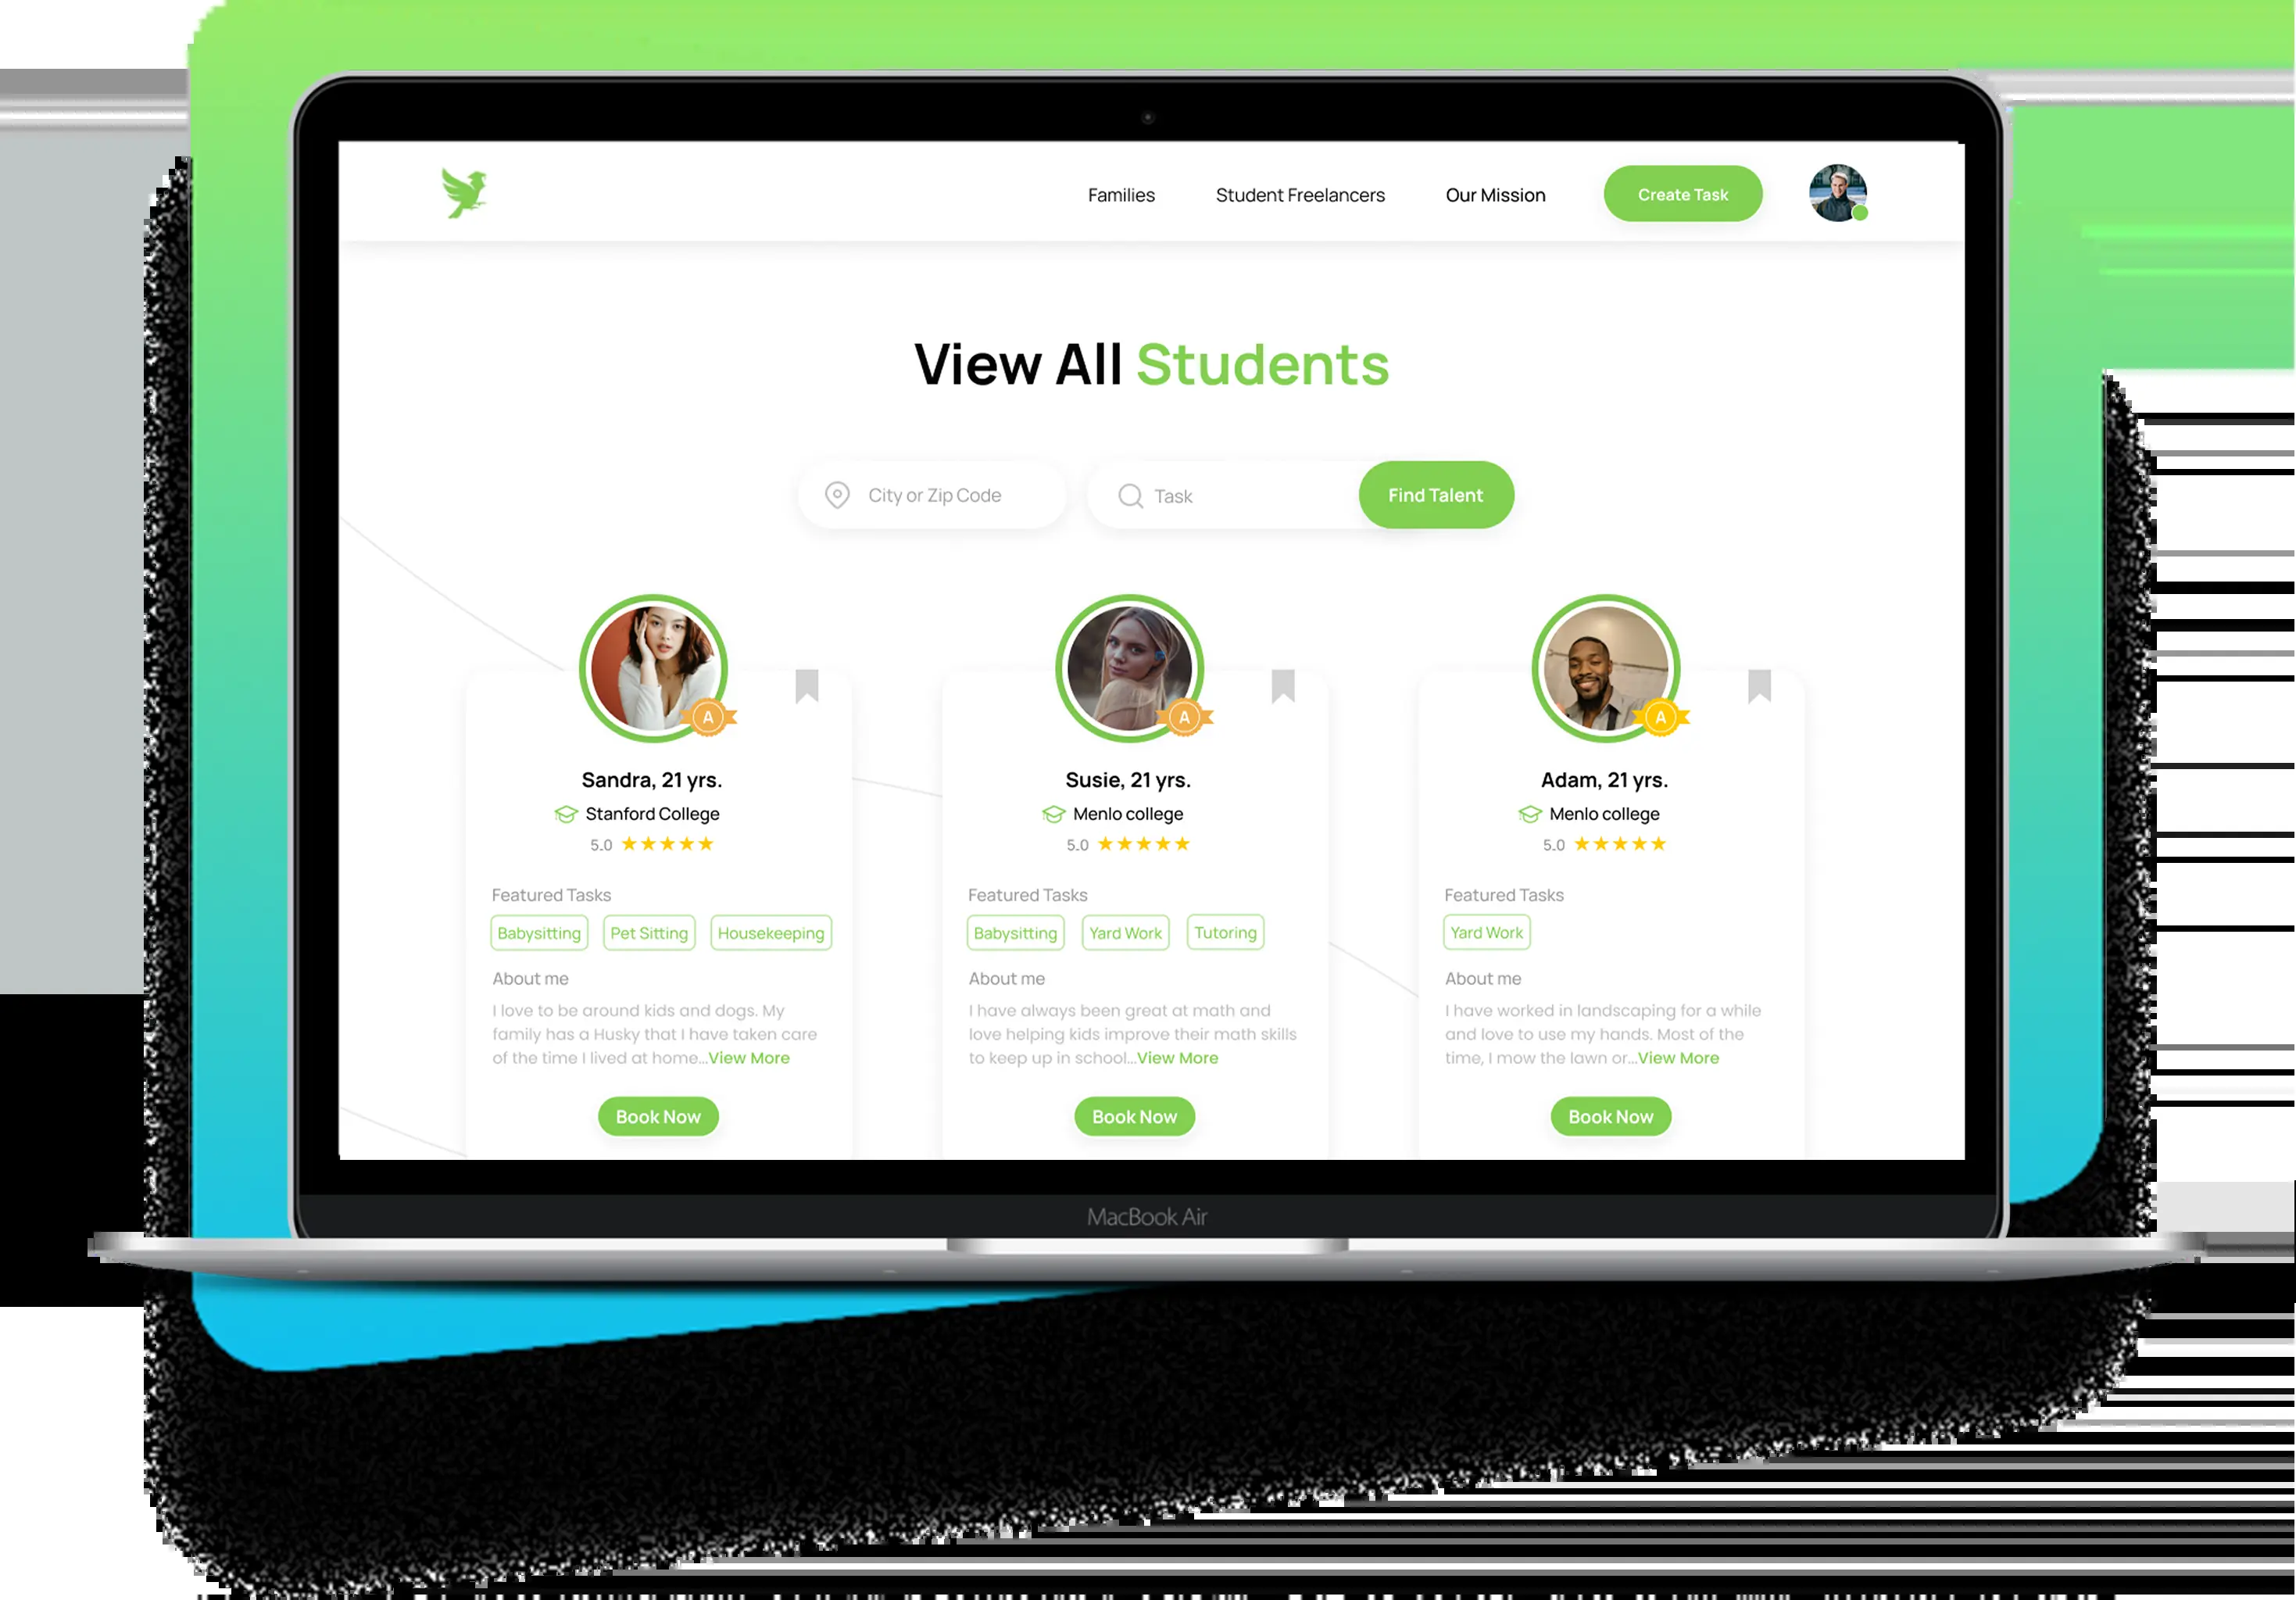 Families Student Freelancers Our Mission Create Task
View All Students
City or Zip Code Task Find Talent
A A A
Sandra, 21 yrs. Susie, 21 yrs. Adam, 21 yrs.
Stanford College Menlo college Menlo college
5.0 5.0 5.0
Featured Tasks Featured Tasks Featured Tasks
Babysitting Pet Sitting Housekeeping Babysitting Yard Work Tutoring Yard Work
About me About me About me
I love to be around kids and dogs. My
family has a Husky that I have taken care
of the time I lived at home...View More
I have always been great at math and
love helping kids improve their math skills
to keep up in school...View More
I have worked in landscaping for a while
and love to use my hands. Most of the
time, I mow the lawn or...View More
Book Now Book Now Book Now
MacBook Air